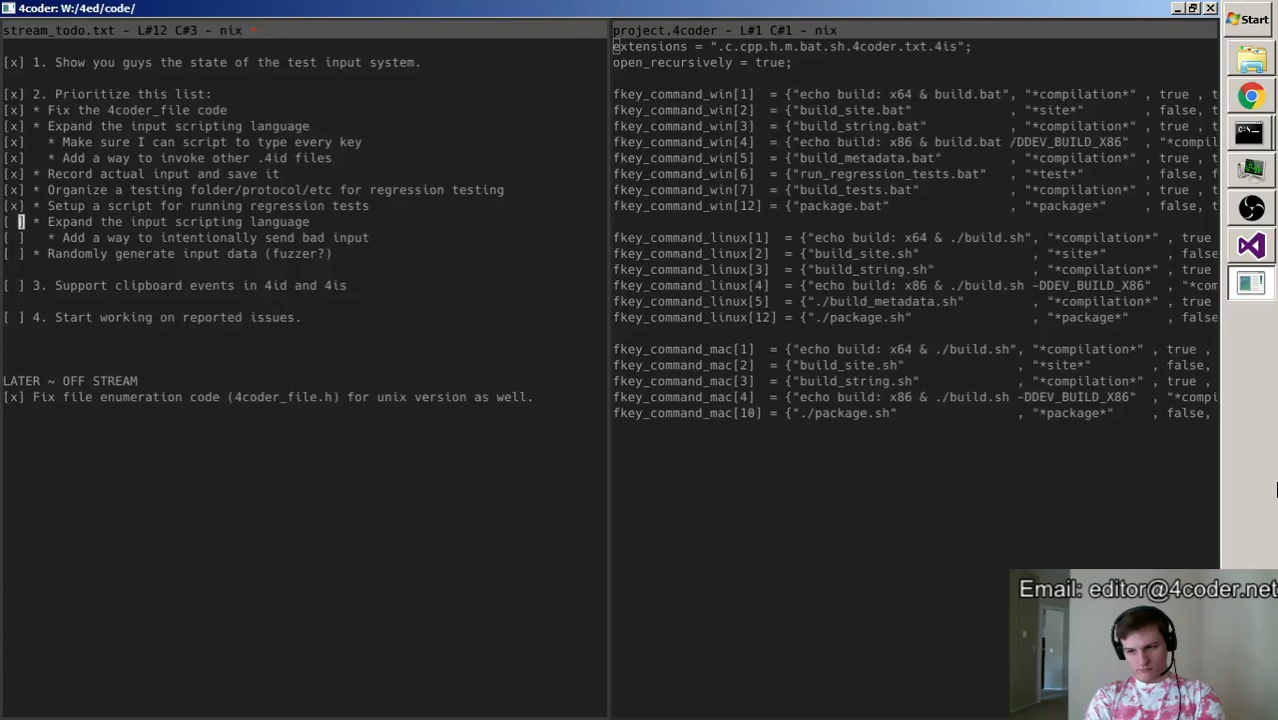 4coder: W:/4ed/code/
stream_todo.txt - L#12 C#3 - nix *
[x] 1. Show you guys the state of the test input system.
[x] 2. Prioritize this list:
[x] * Fix the 4coder_file code
[x] * Expand the input scripting language
[x]   * Make sure I can script to type every key
[x]   * Add a way to invoke other .4id files
[x] * Record actual input and save it
[x] * Organize a testing folder/protocol/etc for regression testing
[x] * Setup a script for running regression tests
[ ] * Expand the input scripting language
[ ]   * Add a way to intentionally send bad input
[ ] * Randomly generate input data (fuzzer?)
[ ] 3. Support clipboard events in 4id and 4is
[ ] 4. Start working on reported issues.
LATER ~ OFF STREAM
[x] Fix file enumeration code (4coder_file.h) for unix version as well.
project.4coder - L#1 C#1 - nix
extensions = ".c.cpp.h.m.bat.sh.4coder.txt.4is";
open_recursively = true;
fkey_command_win[1]  = {"echo build: x64 & build.bat", "*compilation*" , true , t
fkey_command_win[2]  = {"build_site.bat"             , "*site*"        , false, t
fkey_command_win[3]  = {"build_string.bat"           , "*compilation*" , true , t
fkey_command_win[4]  = {"echo build: x86 & build.bat /DDEV_BUILD_X86"  , "*compil
fkey_command_win[5]  = {"build_metadata.bat"         , "*compilation*" , true , t
fkey_command_win[6]  = {"run_regression_tests.bat"   , "*test*"        , false, t
fkey_command_win[7]  = {"build_tests.bat"            , "*compilation*" , true , t
fkey_command_win[12] = {"package.bat"                , "*package*"     , false, t
fkey_command_linux[1]  = {"echo build: x64 & ./build.sh", "*compilation*" , true
fkey_command_linux[2]  = {"build_site.sh"             , "*site*"        , false
fkey_command_linux[3]  = {"build_string.sh"           , "*compilation*" , true
fkey_command_linux[4]  = {"echo build: x86 & ./build.sh -DDEV_BUILD_X86"  , "*com
fkey_command_linux[5]  = {"./build_metadata.sh"       , "*compilation*" , true
fkey_command_linux[12] = {"./package.sh"              , "*package*"     , false
fkey_command_mac[1]  = {"echo build: x64 & ./build.sh", "*compilation*" , true ,
fkey_command_mac[2]  = {"build_site.sh"              , "*site*"        , false,
fkey_command_mac[3]  = {"build_string.sh"            , "*compilation*" , true ,
fkey_command_mac[4]  = {"echo build: x86 & ./build.sh -DDEV_BUILD_X86"  , "*compi
fkey_command_mac[10] = {"./package.sh"               , "*package*"     , false,
Start
Email: editor@4coder.net